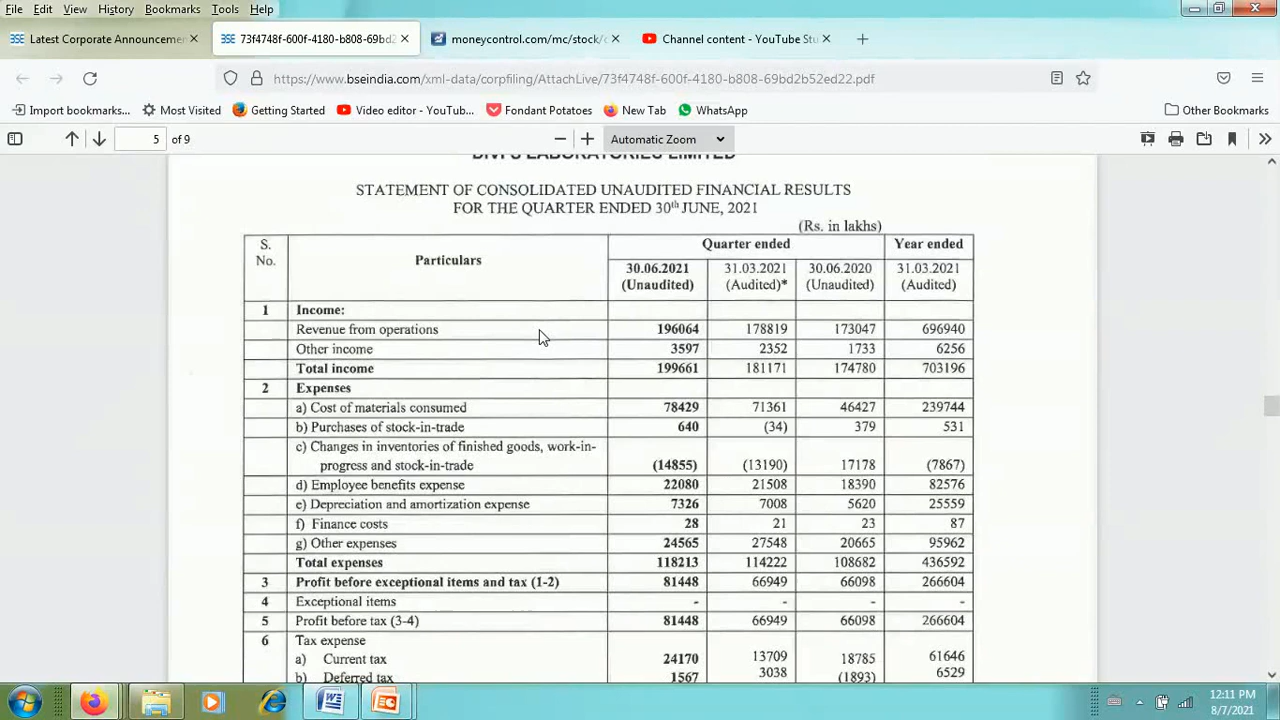 File Edit View History Bookmarks Tools Help
Latest Corporate Announcemen × 73f4748f-600f-4180-b808-69bd2 × moneycontrol.com/mc/stock/c × Channel content - YouTube Stu × +
https://www.bseindia.com/xml-data/corpfiling/AttachLive/73f4748f-600f-4180-b808-69bd2b52ed22.pdf
Import bookmarks... Most Visited Getting Started Video editor - YouTub... Fondant Potatoes New Tab WhatsApp Other Bookmarks
5 of 9 Automatic Zoom
DIVI'S LABORATORIES LIMITED
STATEMENT OF CONSOLIDATED UNAUDITED FINANCIAL RESULTS
FOR THE QUARTER ENDED 30th JUNE, 2021
(Rs. in lakhs)
S. No. Particulars Quarter ended Year ended
30.06.2021 31.03.2021 30.06.2020 31.03.2021
(Unaudited) (Audited)* (Unaudited) (Audited)
1 Income:
Revenue from operations 196064 178819 173047 696940
Other income 3597 2352 1733 6256
Total income 199661 181171 174780 703196
2 Expenses
a) Cost of materials consumed 78429 71361 46427 239744
b) Purchases of stock-in-trade 640 (34) 379 531
c) Changes in inventories of finished goods, work-in-
progress and stock-in-trade (14855) (13190) 17178 (7867)
d) Employee benefits expense 22080 21508 18390 82576
e) Depreciation and amortization expense 7326 7008 5620 25559
f) Finance costs 28 21 23 87
g) Other expenses 24565 27548 20665 95962
Total expenses 118213 114222 108682 436592
3 Profit before exceptional items and tax (1-2) 81448 66949 66098 266604
4 Exceptional items - - - -
5 Profit before tax (3-4) 81448 66949 66098 266604
6 Tax expense
a) Current tax 24170 13709 18785 61646
b) Deferred tax 1567 3038 (1893) 6529
12:11 PM
8/7/2021